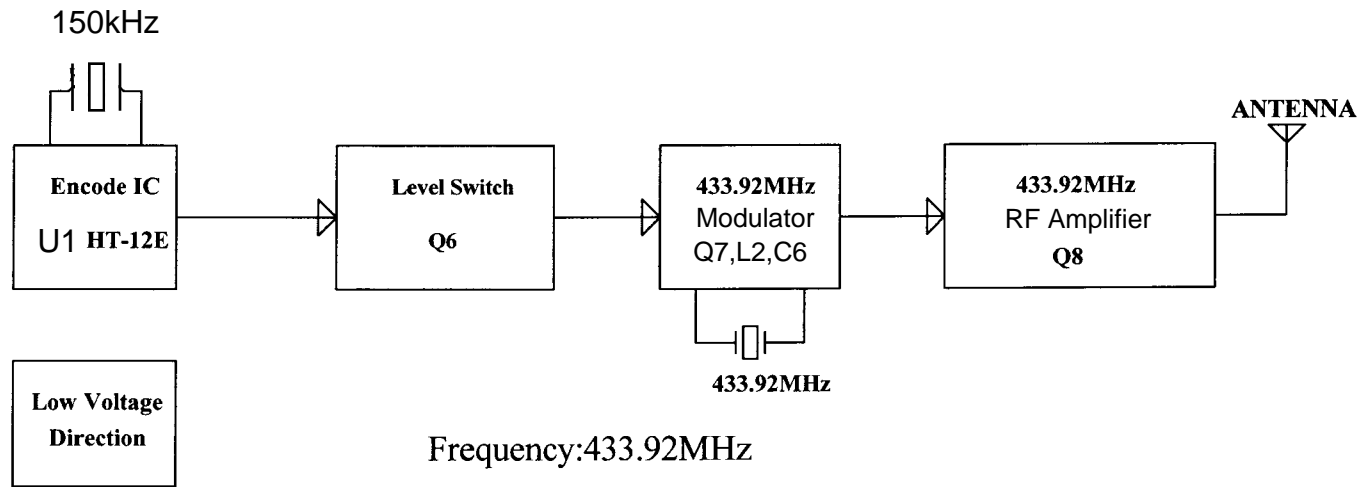 150kHz
ANTENNA
Encode IC
U1 HT-12E
Level Switch
Q6
433.92MHz
Modulator
Q7,L2,C6
433.92MHz
RF Amplifier
Q8
433.92MHz
Low Voltage
Direction
Frequency:433.92MHz